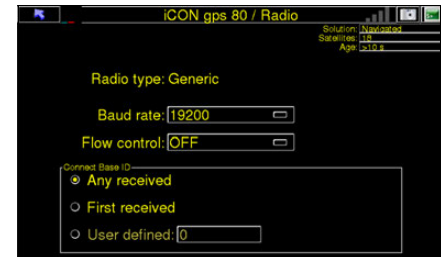 iCON gps 80 / Radio
Solution: Navigated
Satellites: 18
Age: >10 s
Radio type: Generic
Baud rate: 19200
Flow control: OFF
Connect Base ID
Any received
First received
User defined: 0